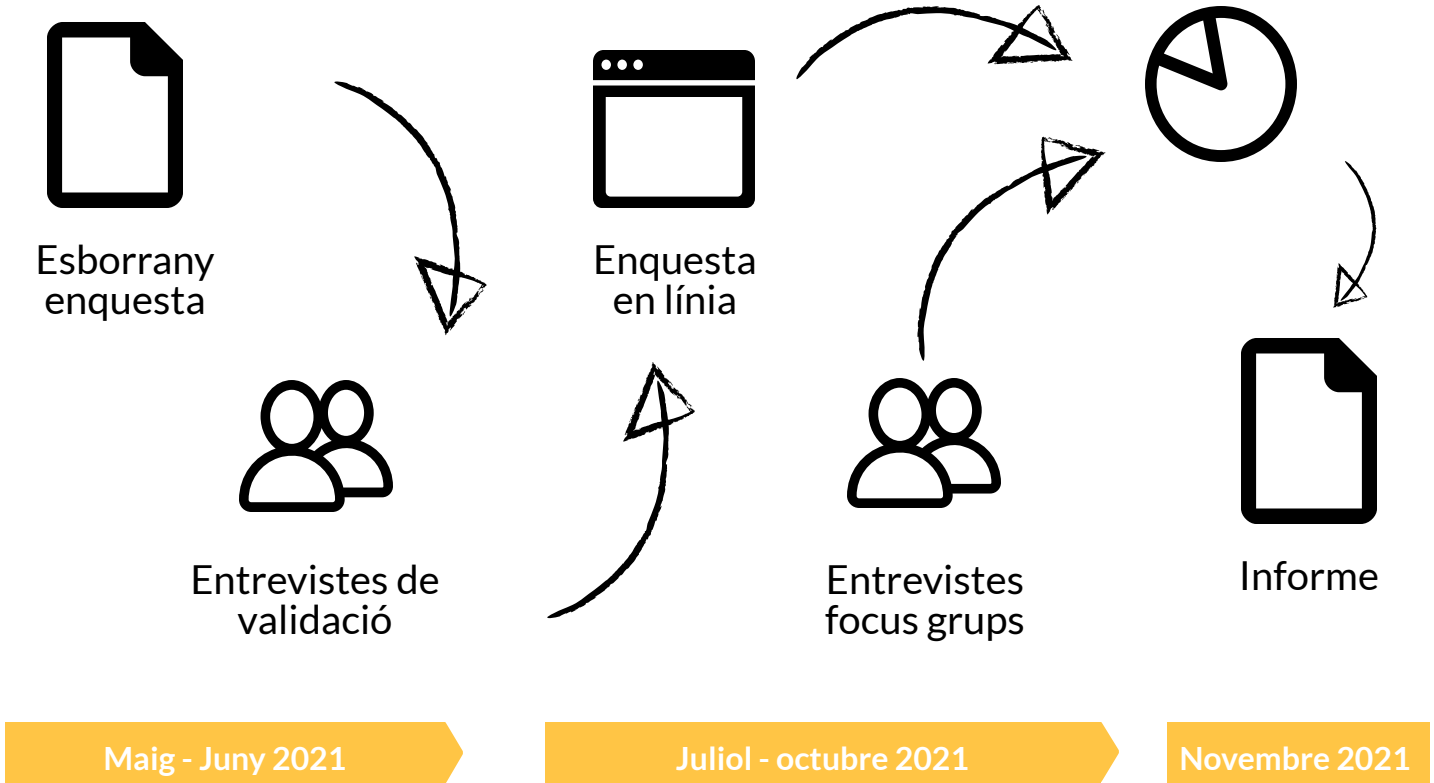 Esborrany
enquesta
Enquesta
en línia
Entrevistes de
validació
Entrevistes
focus grups
Informe
Maig - Juny 2021
Juliol - octubre 2021
Novembre 2021